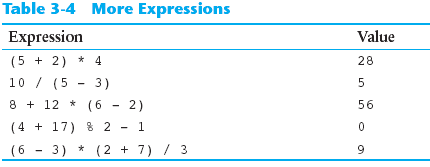 Table 3-4 More Expressions
Expression Value
(5 + 2) * 4 28
10 / (5 - 3) 5
8 + 12 * (6 - 2) 56
(4 + 17) % 2 - 1 0
(6 - 3) * (2 + 7) / 3 9